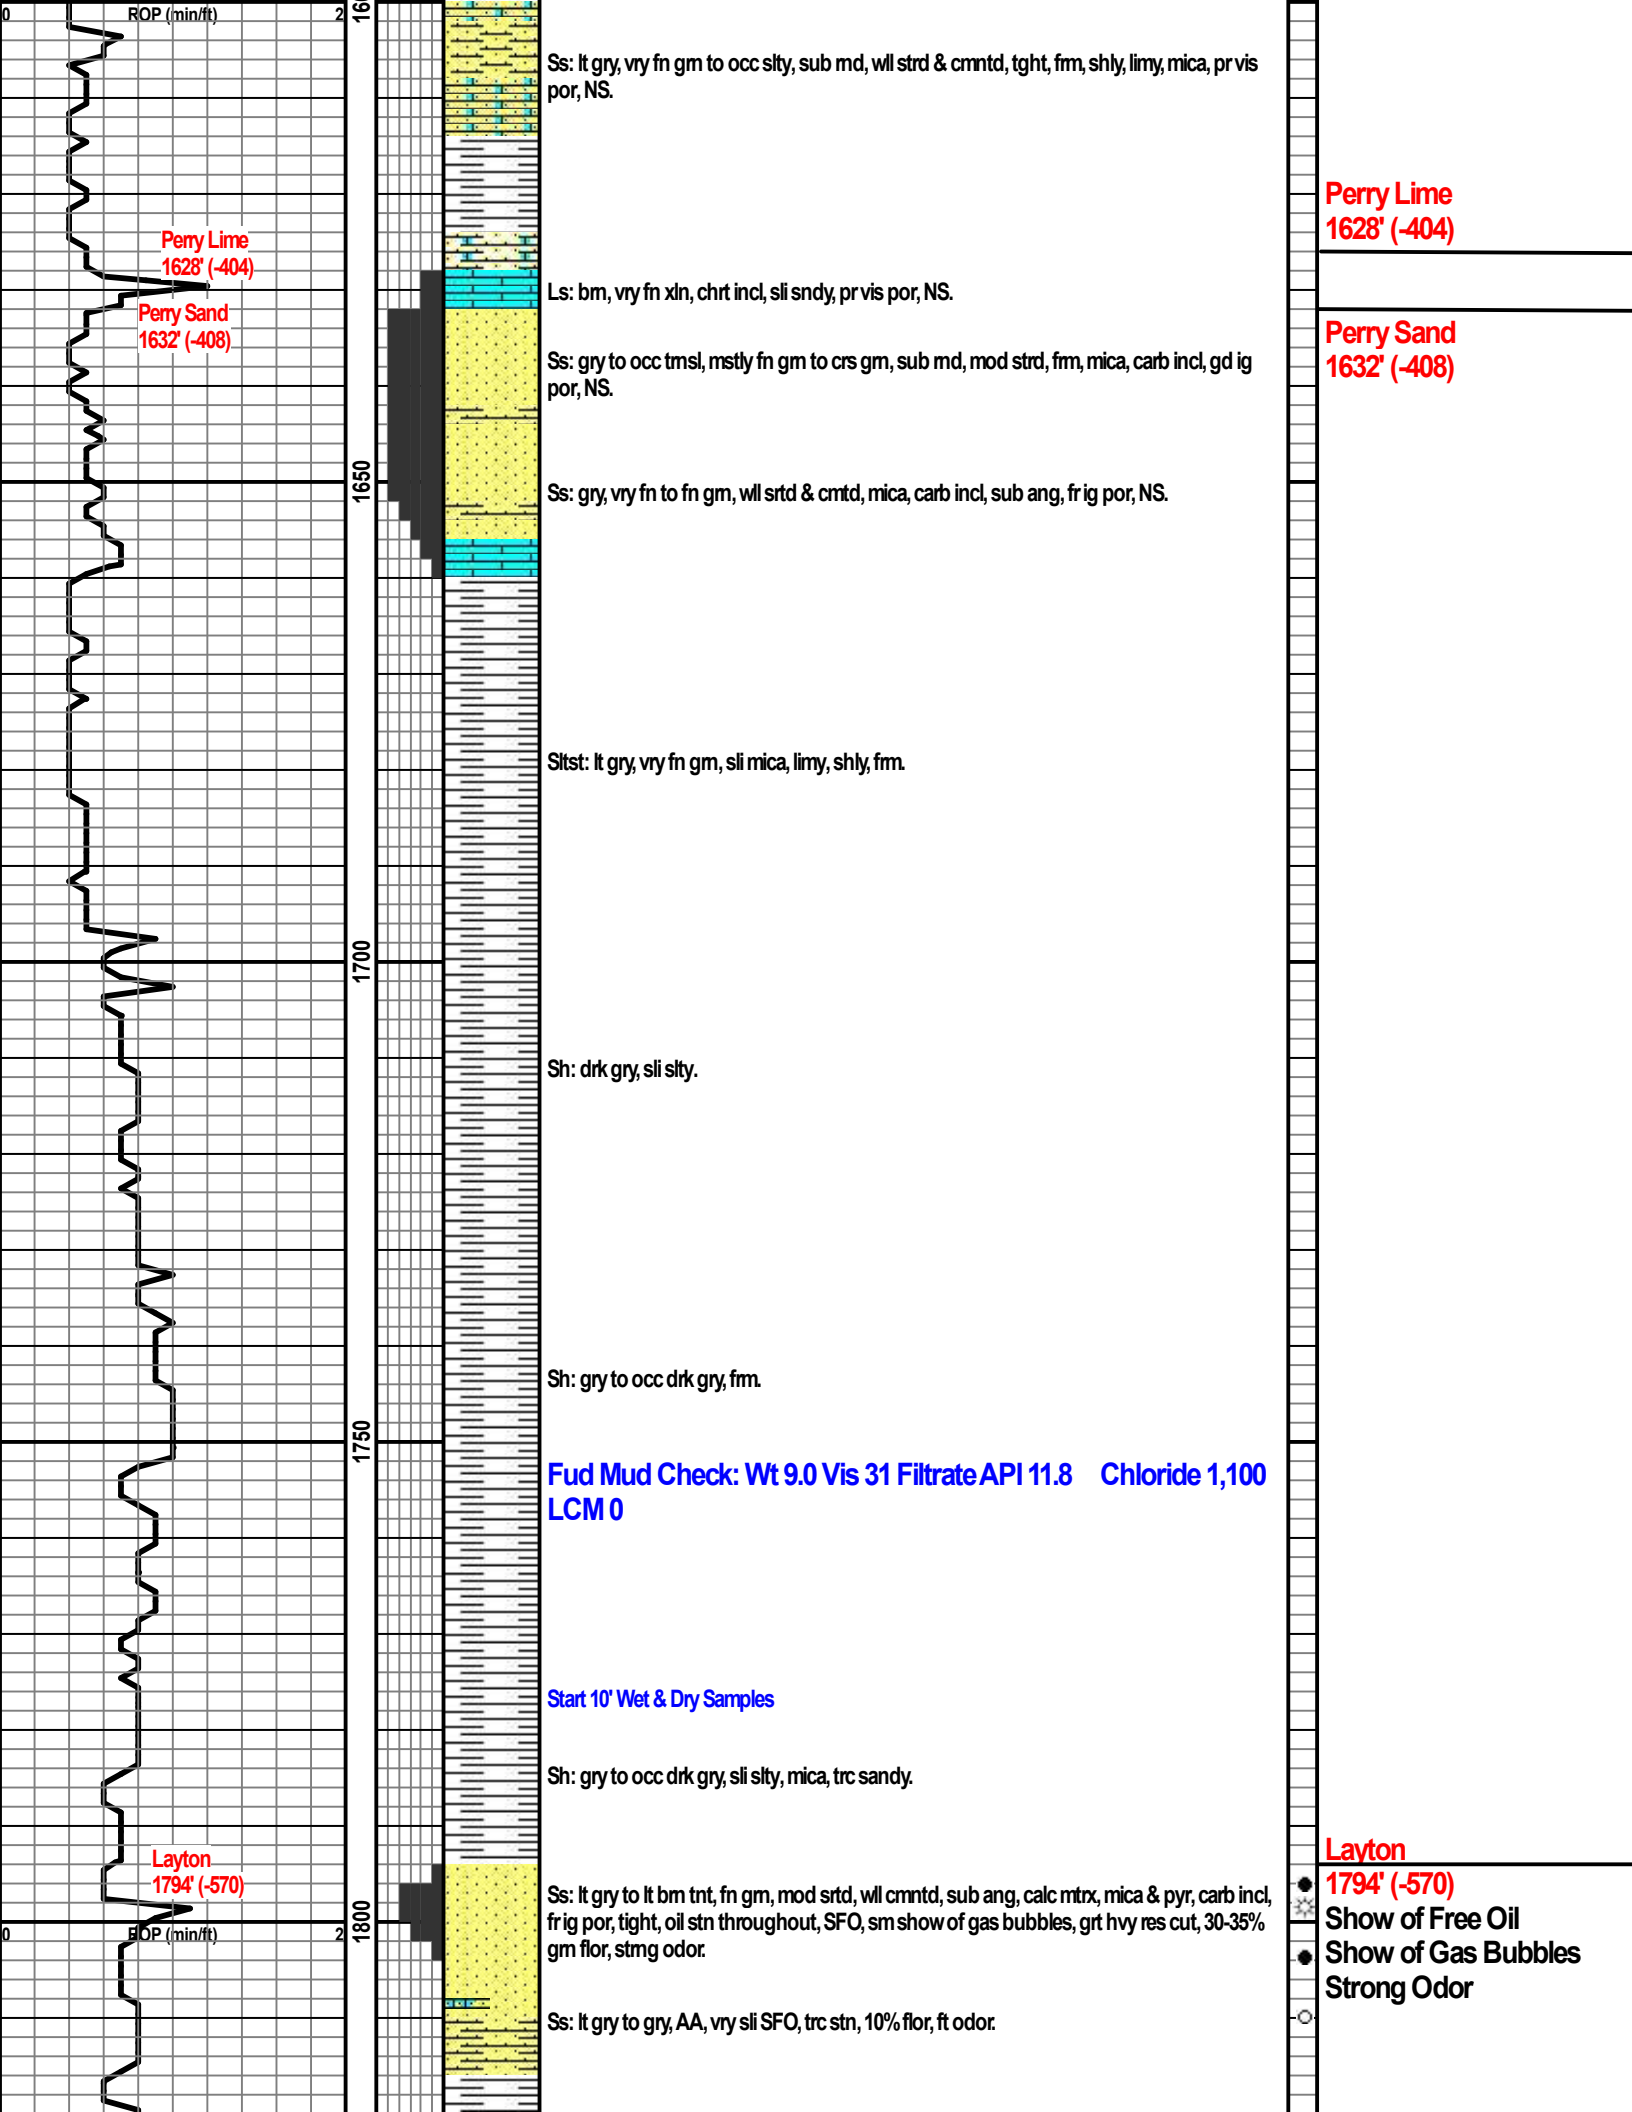 0 ROP (min/ft) 2
Ss: lt gry, vry fn grn to occ slty, sub rnd, wll strd & cmntd, tght, frm, shly, limy, mica, pr vis
por, NS.
Perry Lime
1628' (-404)
Perry Lime
1628' (-404)
Ls: brn, vry fn xln, chrt incl, sli sndy, pr vis por, NS.
Perry Sand
1632' (-408)
Perry Sand
1632' (-408)
Ss: gry to occ trnsl, mstly fn grn to crs grn, sub rnd, mod strd, frm, mica, carb incl, gd ig
por, NS.
1650
Ss: gry, vry fn to fn grn, wll srtd & cmtd, mica, carb incl, sub ang, fr ig por, NS.
Sltst: lt gry, vry fn grn, sli mica, limy, shly, frm.
1700
Sh: drk gry, sli slty.
Sh: gry to occ drk gry, frm.
1750
Fud Mud Check: Wt 9.0 Vis 31 Filtrate API 11.8 Chloride 1,100
LCM 0
Start 10' Wet & Dry Samples
Sh: gry to occ drk gry, sli slty, mica, trc sandy.
Layton
1794' (-570)
Layton
1794' (-570)
Show of Free Oil
Show of Gas Bubbles
Strong Odor
Ss: lt gry to lt brn tnt, fn grn, mod srtd, wll cmntd, sub ang, calc mtrx, mica & pyr, carb incl,
fr ig por, tight, oil stn throughout, SFO, sm show of gas bubbles, grt hvy res cut, 30-35%
grn flor, strng odor.
1800
0 ROP (min/ft) 2
Ss: lt gry to gry, AA, vry sli SFO, trc stn, 10% flor, ft odor.